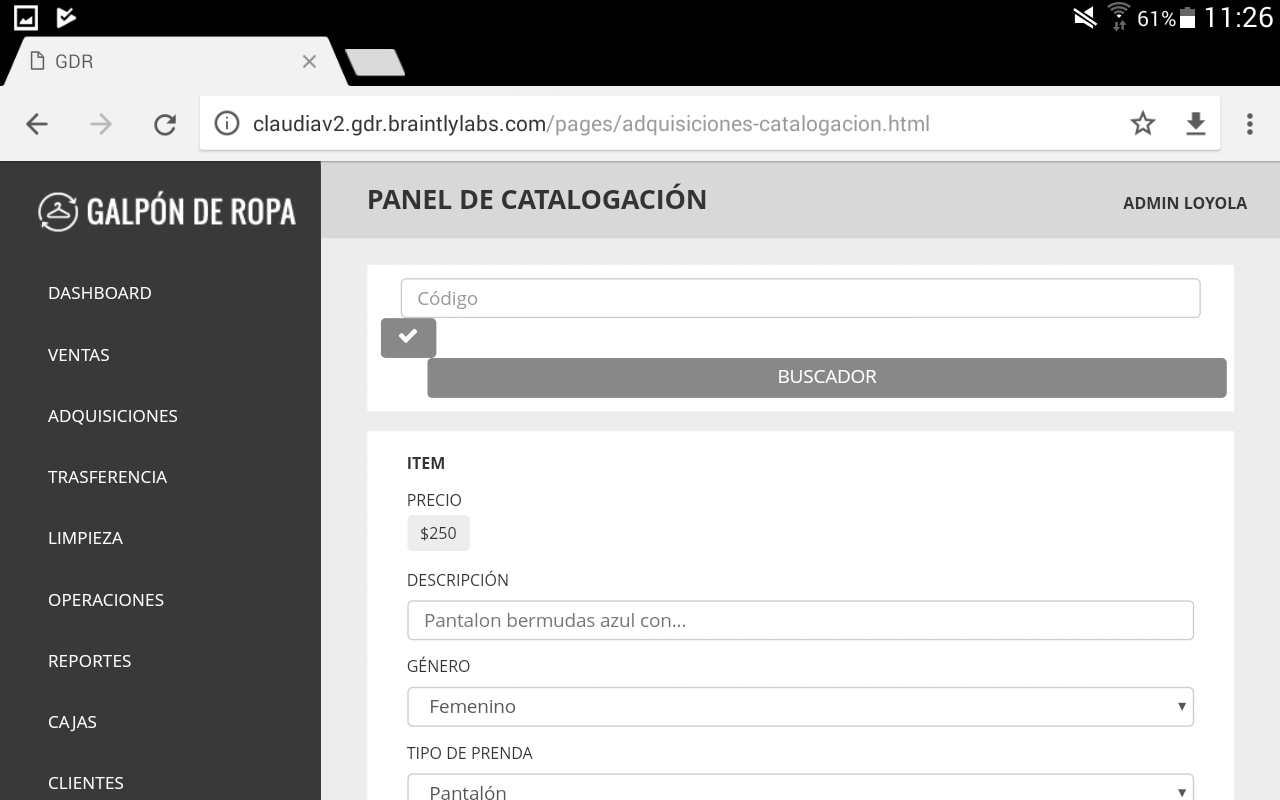 61% 11:26
GDR
claudiav2.gdr.braintlylabs.com/pages/adquisiciones-catalogacion.html
GALPÓN DE ROPA
PANEL DE CATALOGACIÓN
ADMIN LOYOLA
DASHBOARD
VENTAS
ADQUISICIONES
TRASFERENCIA
LIMPIEZA
OPERACIONES
REPORTES
CAJAS
CLIENTES
Código
BUSCADOR
ITEM
PRECIO
$250
DESCRIPCIÓN
Pantalon bermudas azul con...
GÉNERO
Femenino
TIPO DE PRENDA
Pantalón